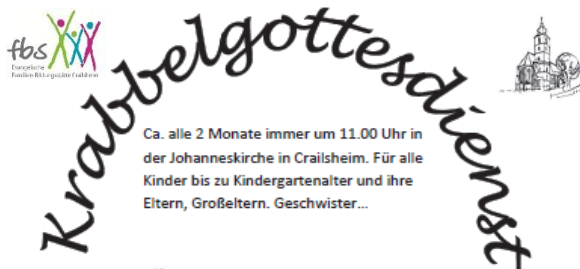 fbs
Evangelische
Familien-Bildungsstätte Crailsheim
Krabbelgottesdienst
Ca. alle 2 Monate immer um 11.00 Uhr in
der Johanneskirche in Crailsheim. Für alle
Kinder bis zu Kindergartenalter und ihre
Eltern, Großeltern. Geschwister...